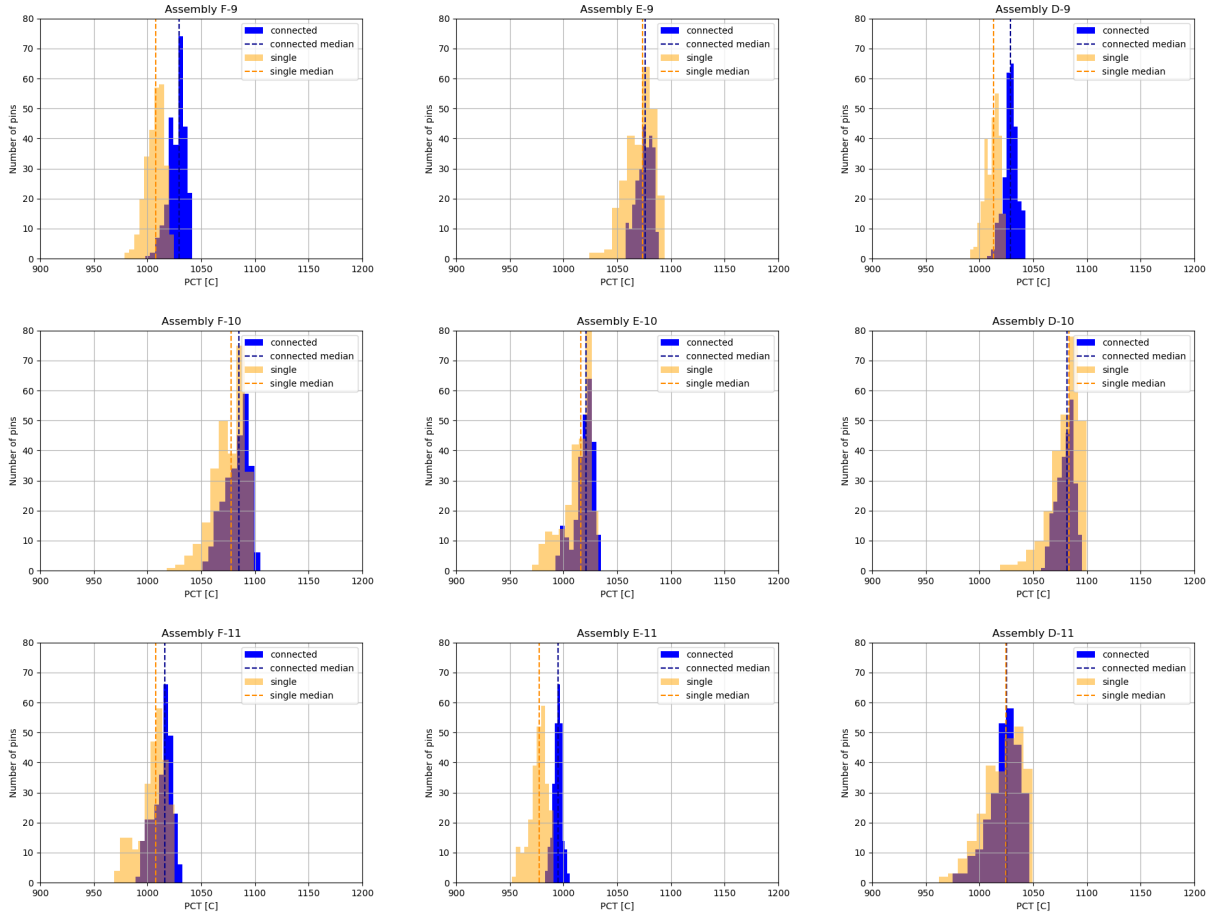 Assembly F-9
80
70
60
50
40
30
20
10
0
Number of pins
900 950 1000 1050 1100 1150 1200
PCT [C]
connected
connected median
single
single median
Assembly E-9
80
70
60
50
40
30
20
10
0
Number of pins
900 950 1000 1050 1100 1150 1200
PCT [C]
connected
connected median
single
single median
Assembly D-9
80
70
60
50
40
30
20
10
0
Number of pins
900 950 1000 1050 1100 1150 1200
PCT [C]
connected
connected median
single
single median
Assembly F-10
80
70
60
50
40
30
20
10
0
Number of pins
900 950 1000 1050 1100 1150 1200
PCT [C]
connected
connected median
single
single median
Assembly E-10
80
70
60
50
40
30
20
10
0
Number of pins
900 950 1000 1050 1100 1150 1200
PCT [C]
connected
connected median
single
single median
Assembly D-10
80
70
60
50
40
30
20
10
0
Number of pins
900 950 1000 1050 1100 1150 1200
PCT [C]
connected
connected median
single
single median
Assembly F-11
80
70
60
50
40
30
20
10
0
Number of pins
900 950 1000 1050 1100 1150 1200
PCT [C]
connected
connected median
single
single median
Assembly E-11
80
70
60
50
40
30
20
10
0
Number of pins
900 950 1000 1050 1100 1150 1200
PCT [C]
connected
connected median
single
single median
Assembly D-11
80
70
60
50
40
30
20
10
0
Number of pins
900 950 1000 1050 1100 1150 1200
PCT [C]
connected
connected median
single
single median